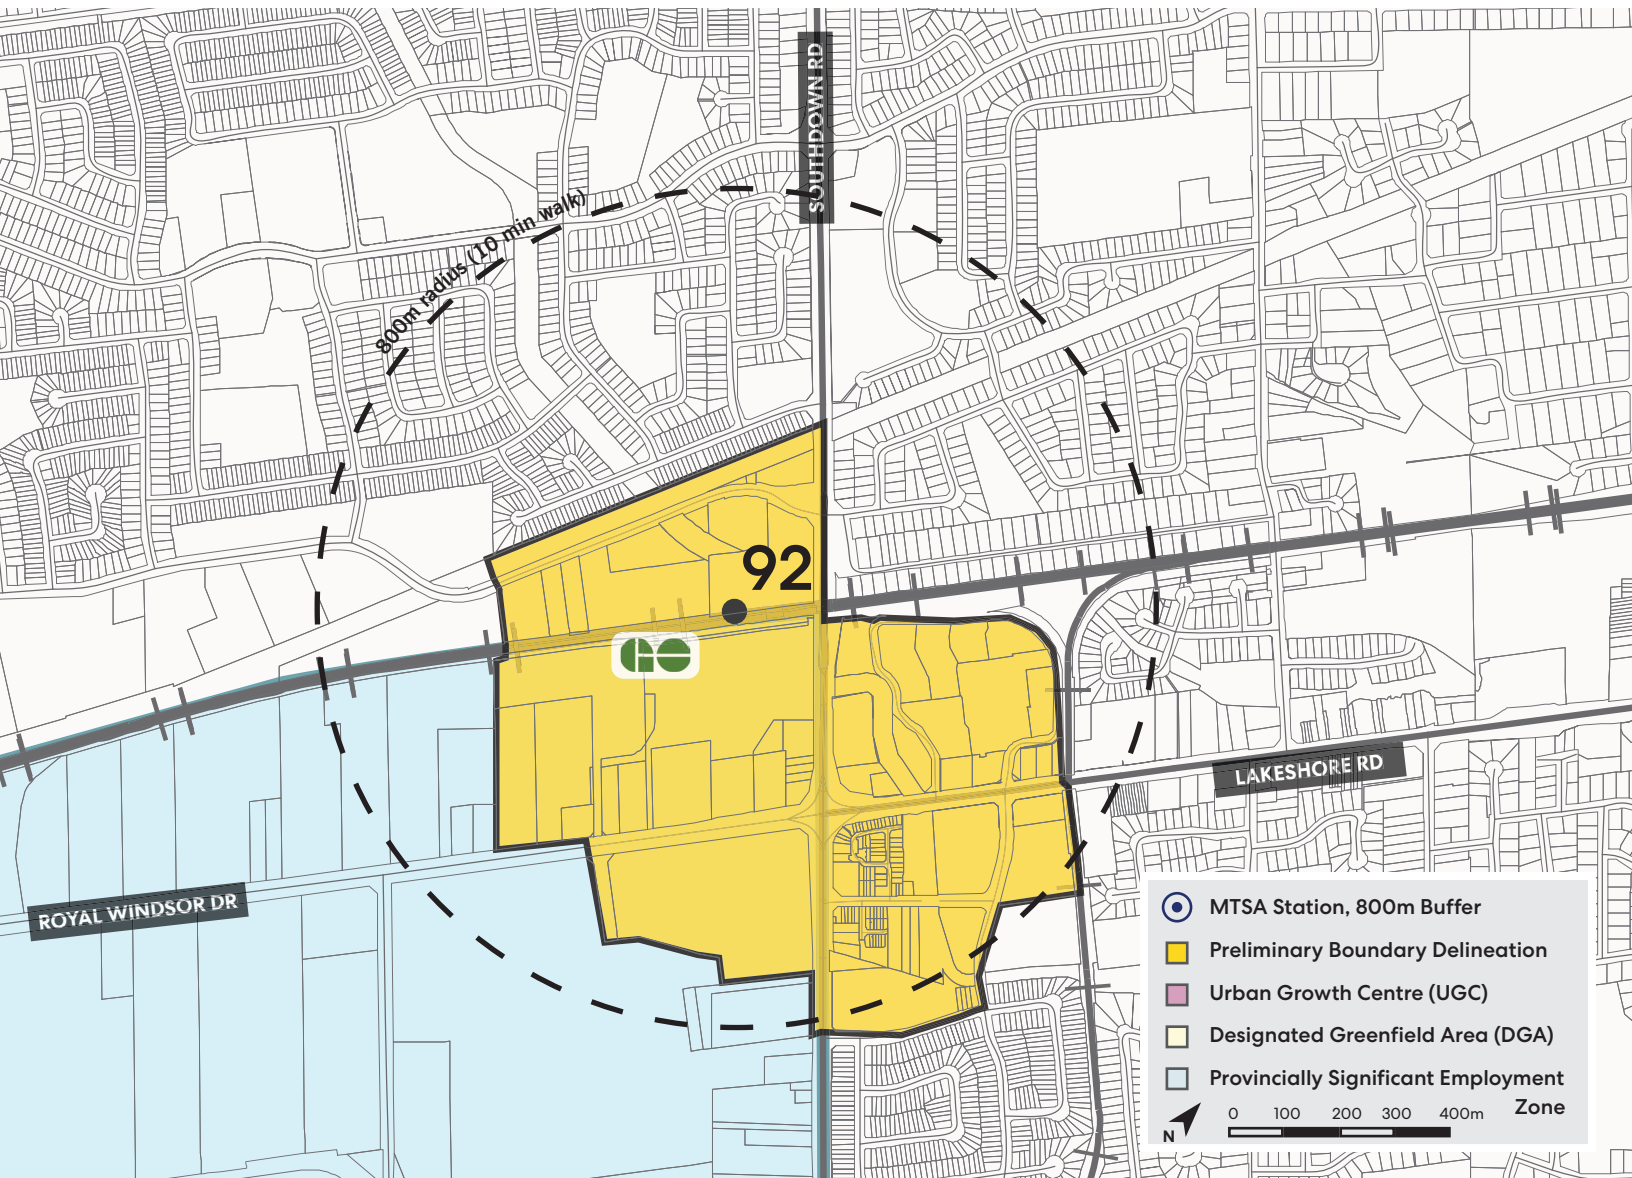 SOUTHDOWN RD
800m radius (10 min walk)
92
GO
LAKESHORE RD
ROYAL WINDSOR DR
MTSA Station, 800m Buffer
Preliminary Boundary Delineation
Urban Growth Centre (UGC)
Designated Greenfield Area (DGA)
Provincially Significant Employment
Zone
0 100 200 300 400m
N